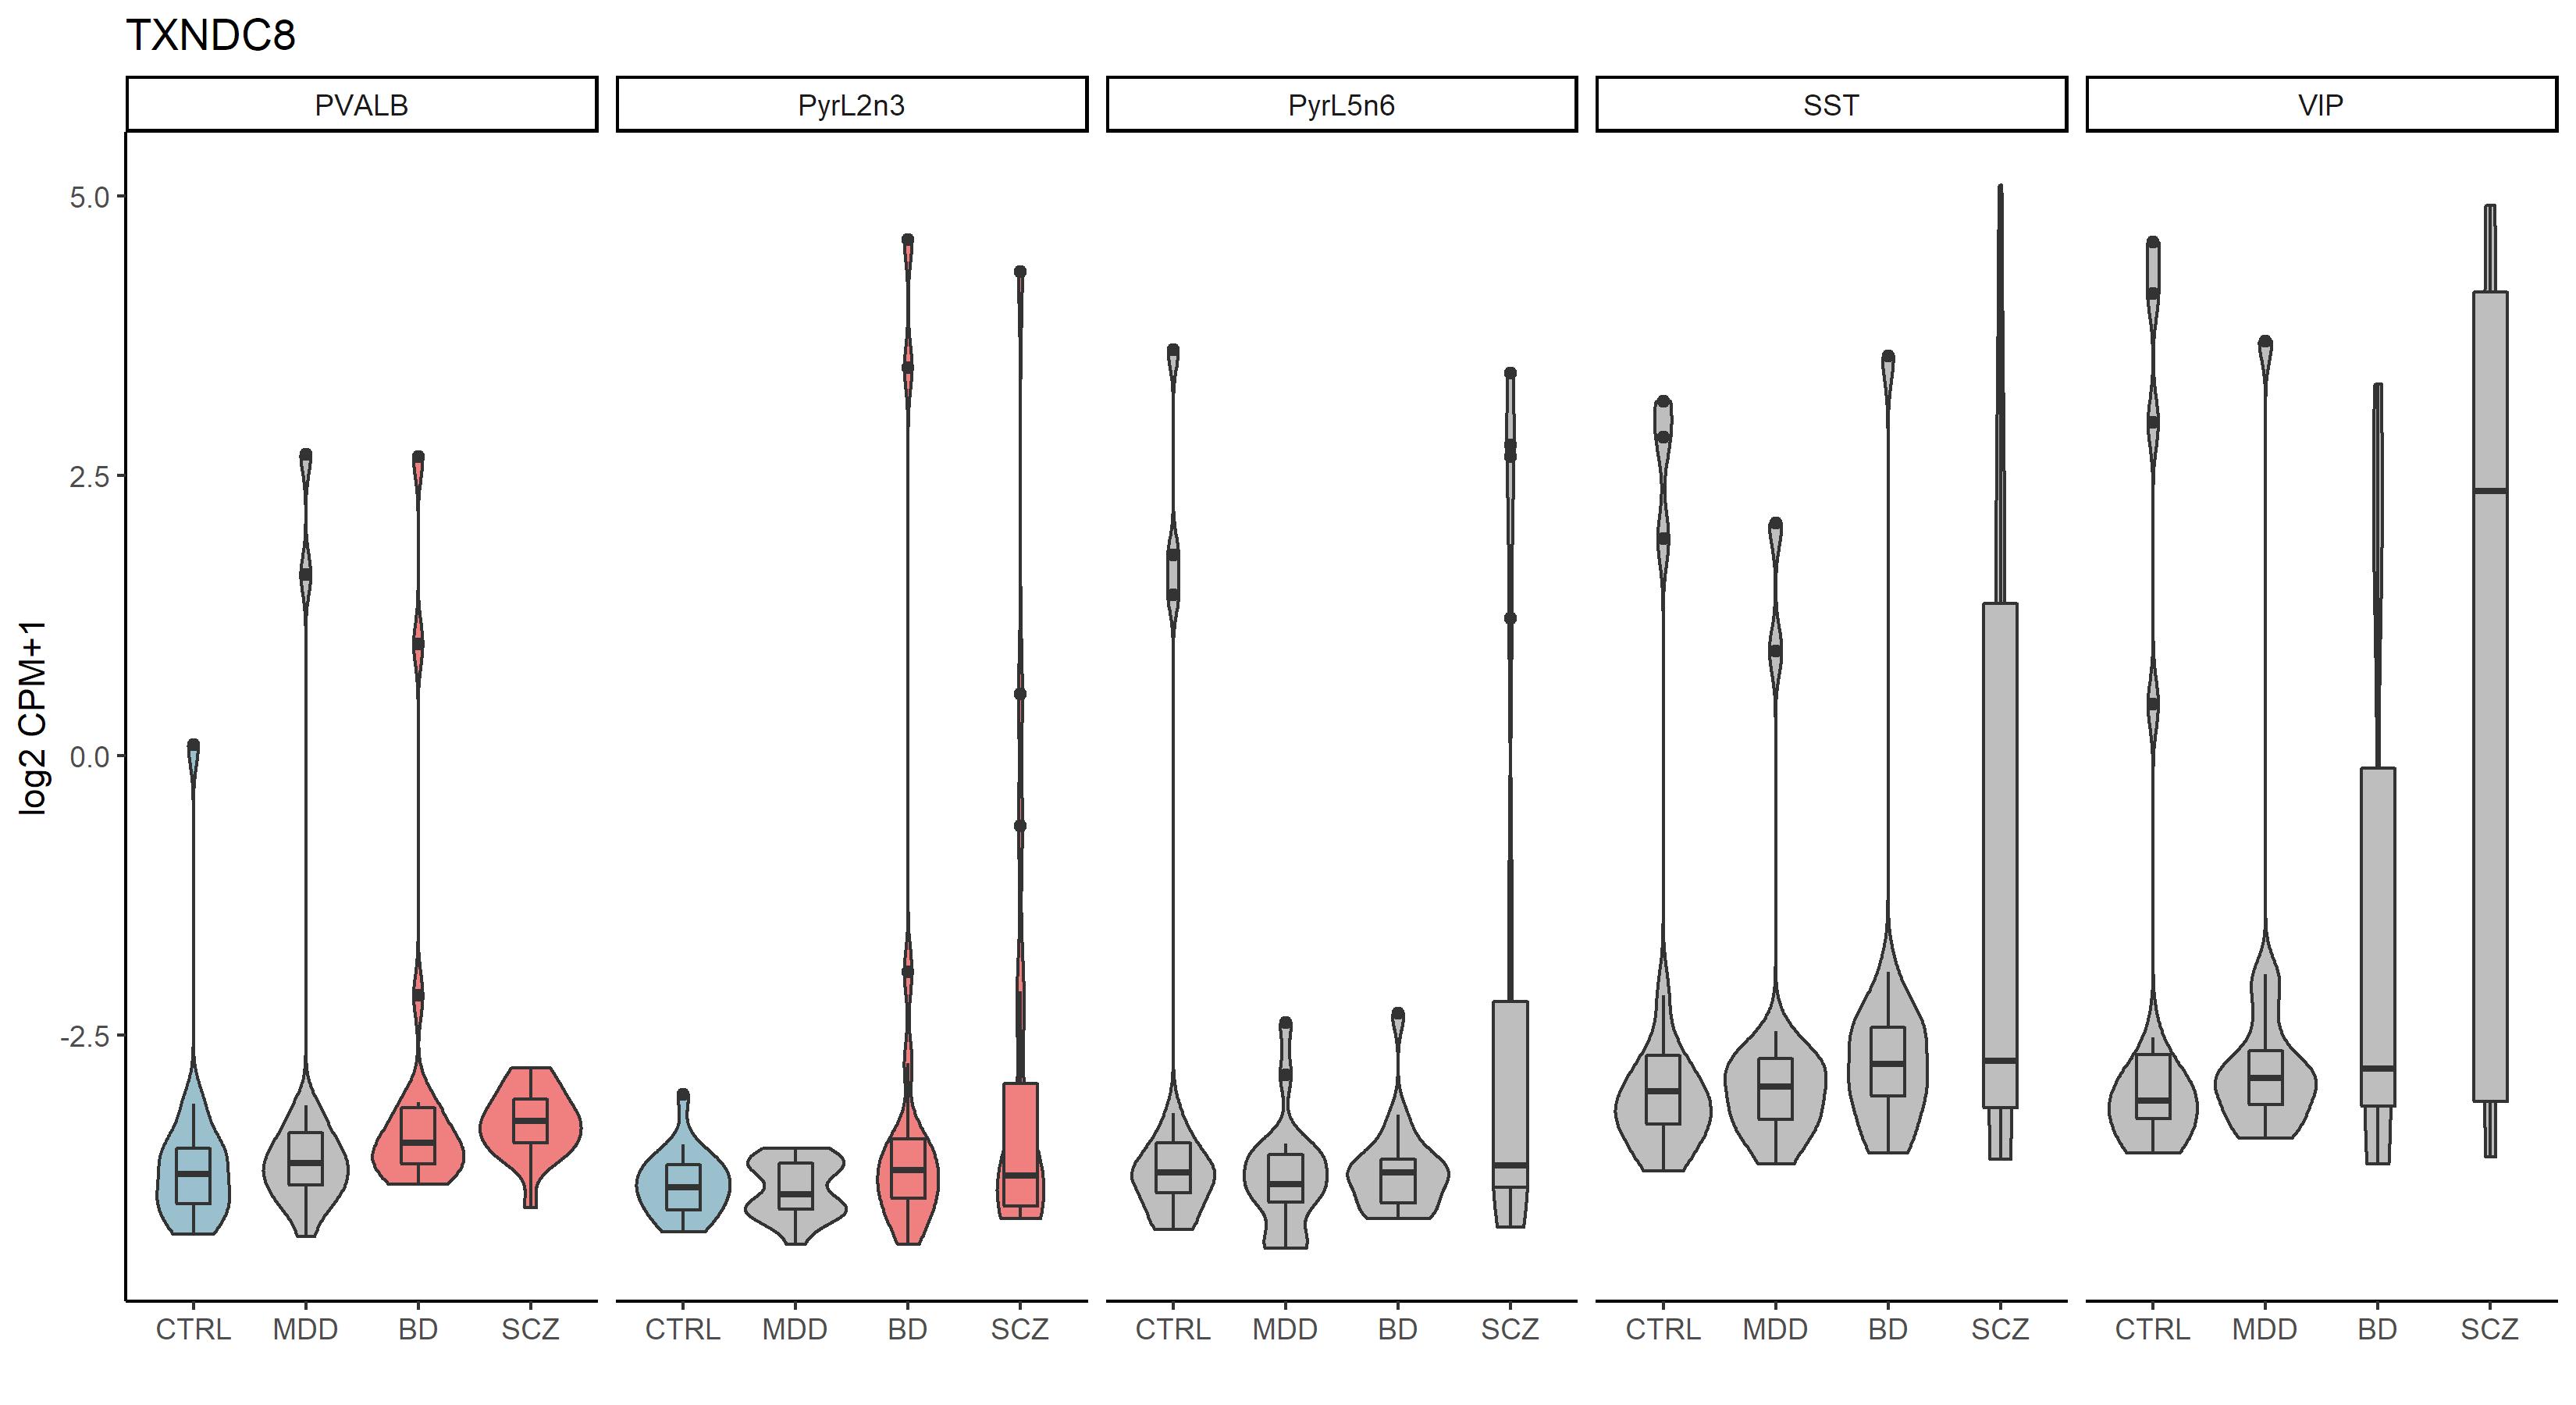 TXNDC8
PVALB PyrL2n3 PyrL5n6 SST VIP
5.0
2.5
0.0
-2.5
log2 CPM+1
CTRL MDD BD SCZ CTRL MDD BD SCZ CTRL MDD BD SCZ CTRL MDD BD SCZ CTRL MDD BD SCZ